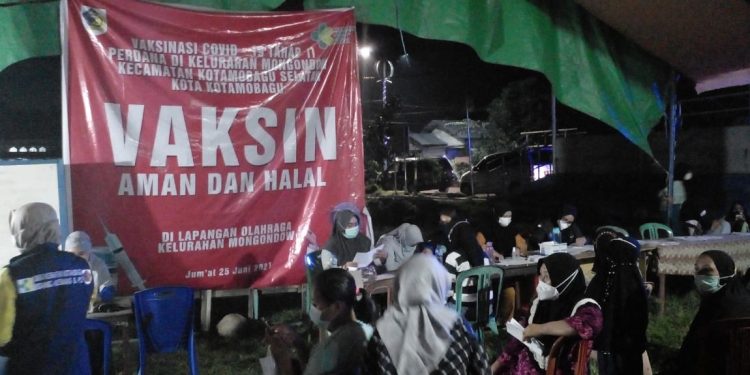 VAKSINASI COVID - 19 TAHAP II
PERDANA DI KELURAHAN MONGONDOW
KECAMATAN KOTAMOBAGU SELATAN
KOTA KOTAMOBAGU
VAKSIN
AMAN DAN HALAL
DI LAPANGAN OLAHRAGA
KELURAHAN MONGONDOW
Jum'at 25 Juni 2021